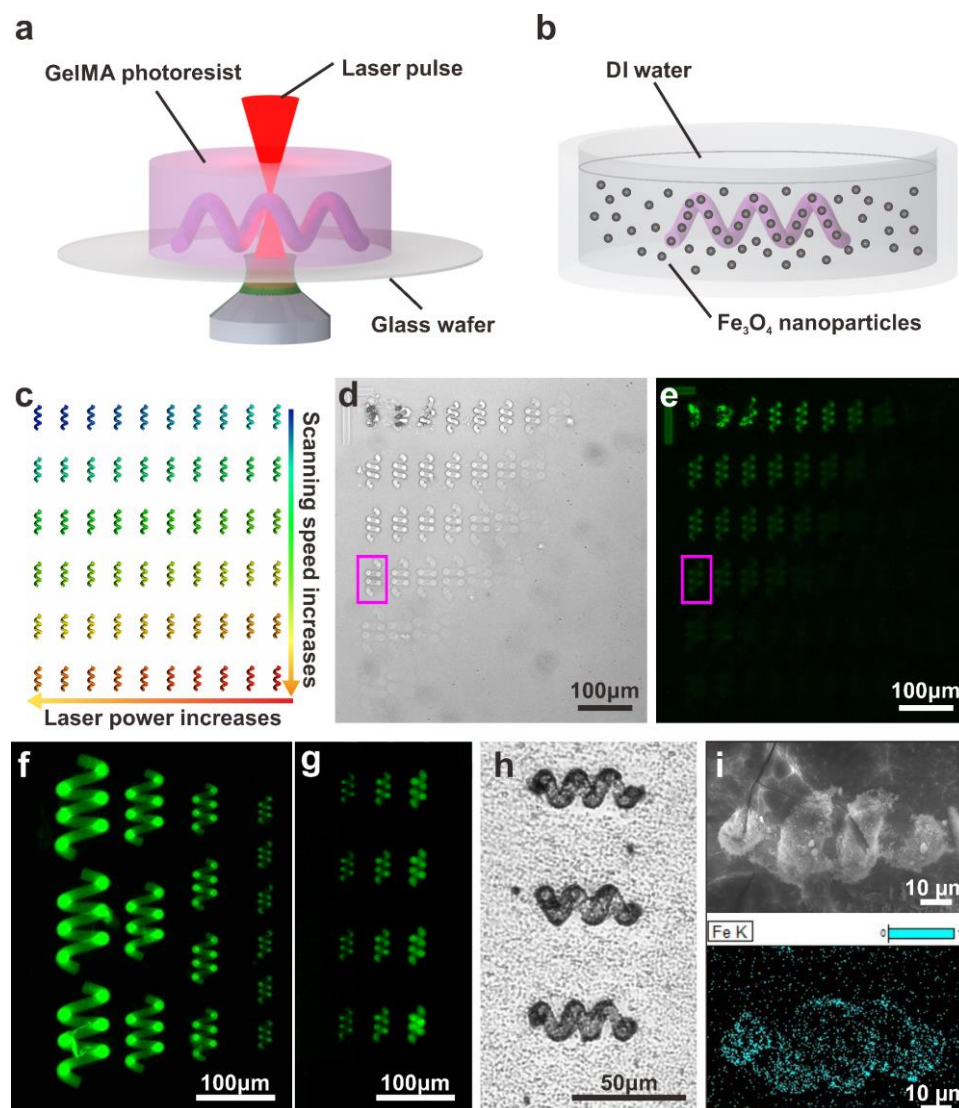 a
GelMA photoresist
Laser pulse
Glass wafer
b
DI water
Fe₃O₄ nanoparticles
c
Scanning speed increases
Laser power increases
d
100μm
e
100μm
f
100μm
g
100μm
h
50μm
i
10 μm
Fe K
0
10 μm